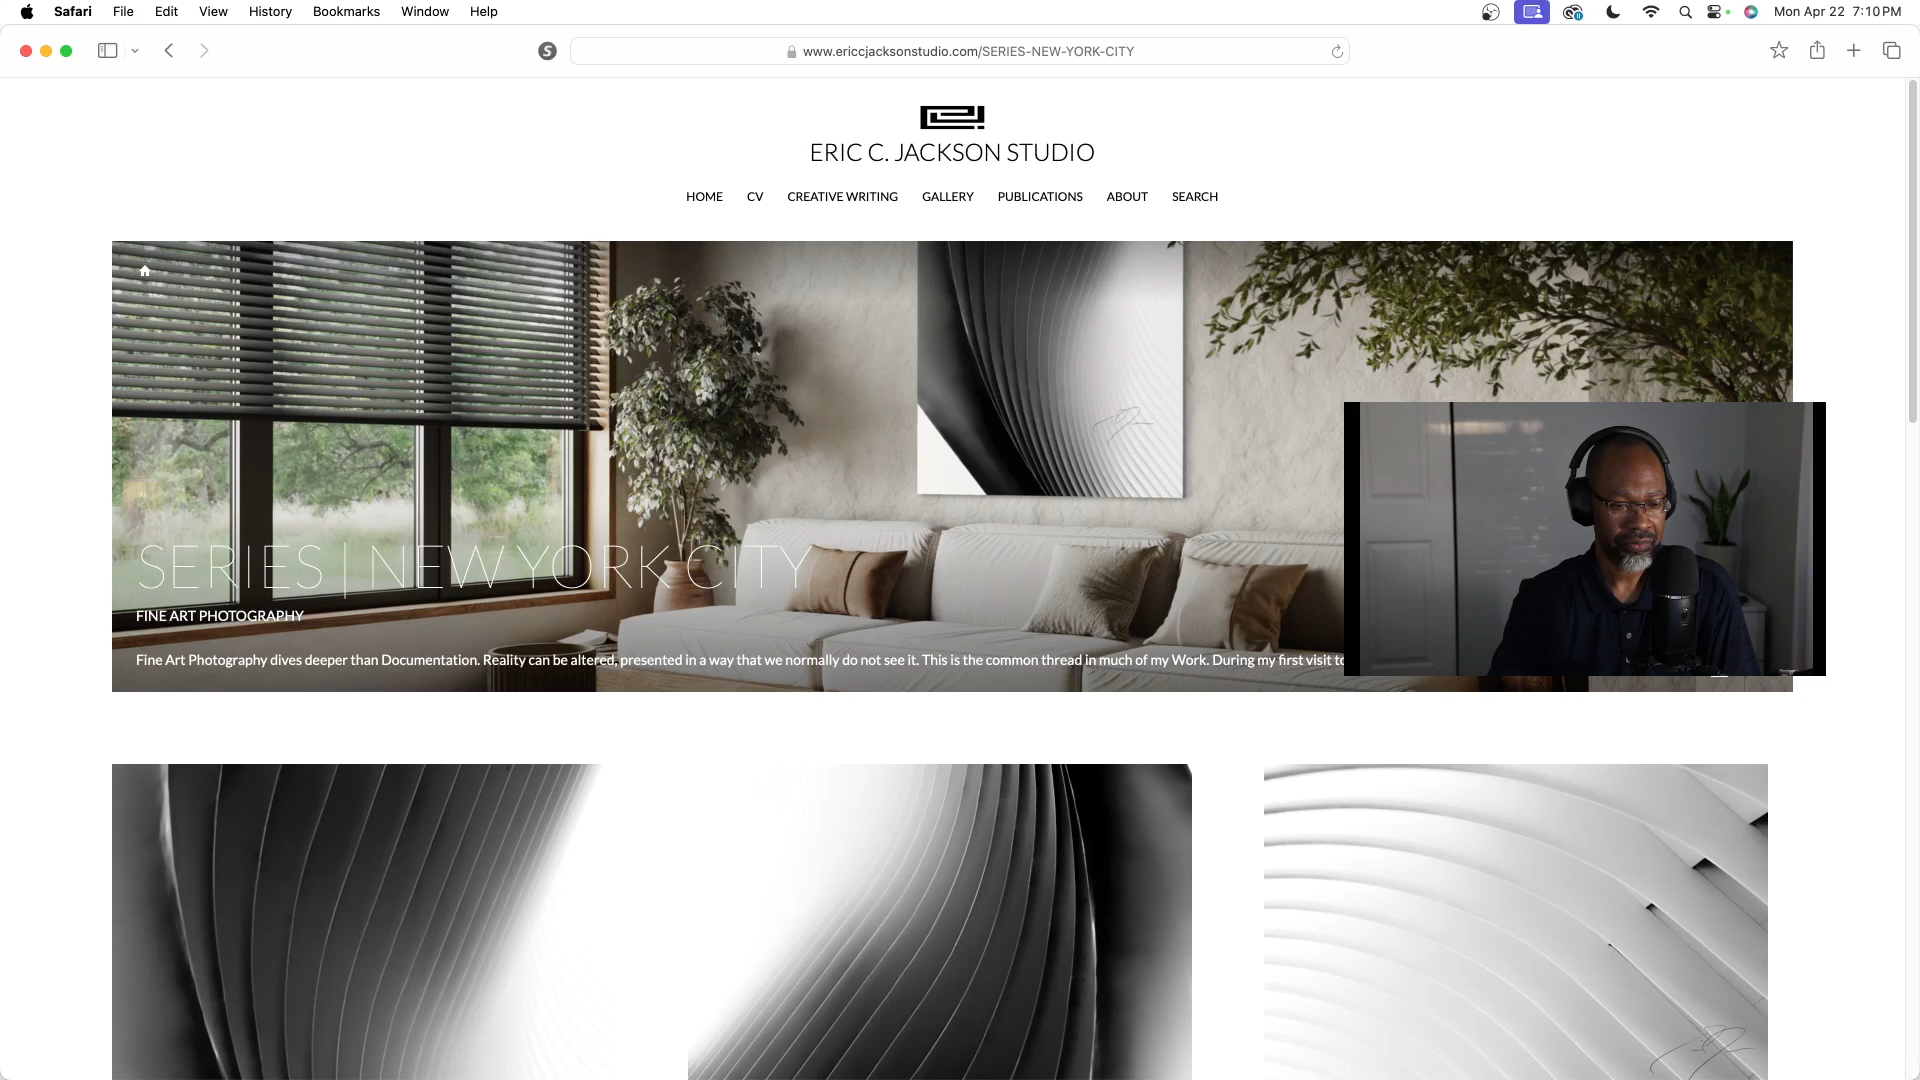 Safari File Edit View History Bookmarks Window Help Mon Apr 22 7:10 PM
www.ericcjacksonstudio.com/SERIES-NEW-YORK-CITY
ERIC C. JACKSON STUDIO
HOME CV CREATIVE WRITING GALLERY PUBLICATIONS ABOUT SEARCH
SERIES | NEW YORK CITY
FINE ART PHOTOGRAPHY
Fine Art Photography dives deeper than Documentation. Reality can be altered, presented in a way that we normally do not see it. This is the common thread in much of my Work. During my first visit to